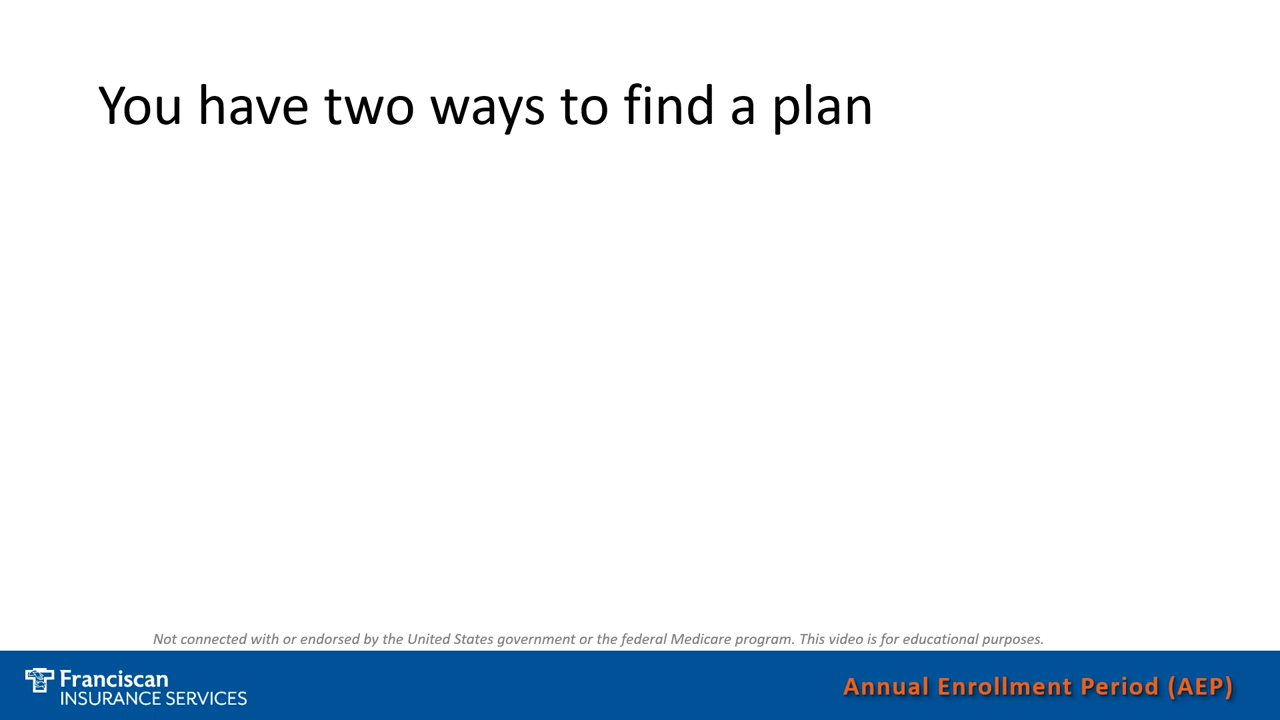 You have two ways to find a plan
Not connected with or endorsed by the United States government or the federal Medicare program. This video is for educational purposes.
Franciscan
INSURANCE SERVICES
Annual Enrollment Period (AEP)